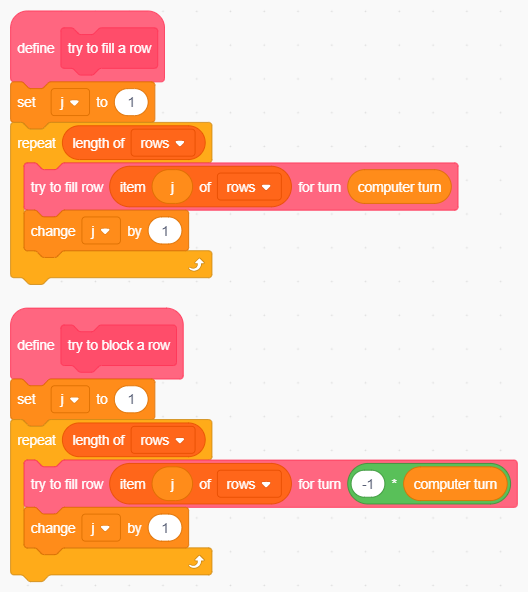 define try to fill a row
set j to 1
repeat length of rows
try to fill row item j of rows for turn computer turn
change j by 1
define try to block a row
set j to 1
repeat length of rows
try to fill row item j of rows for turn -1 * computer turn
change j by 1